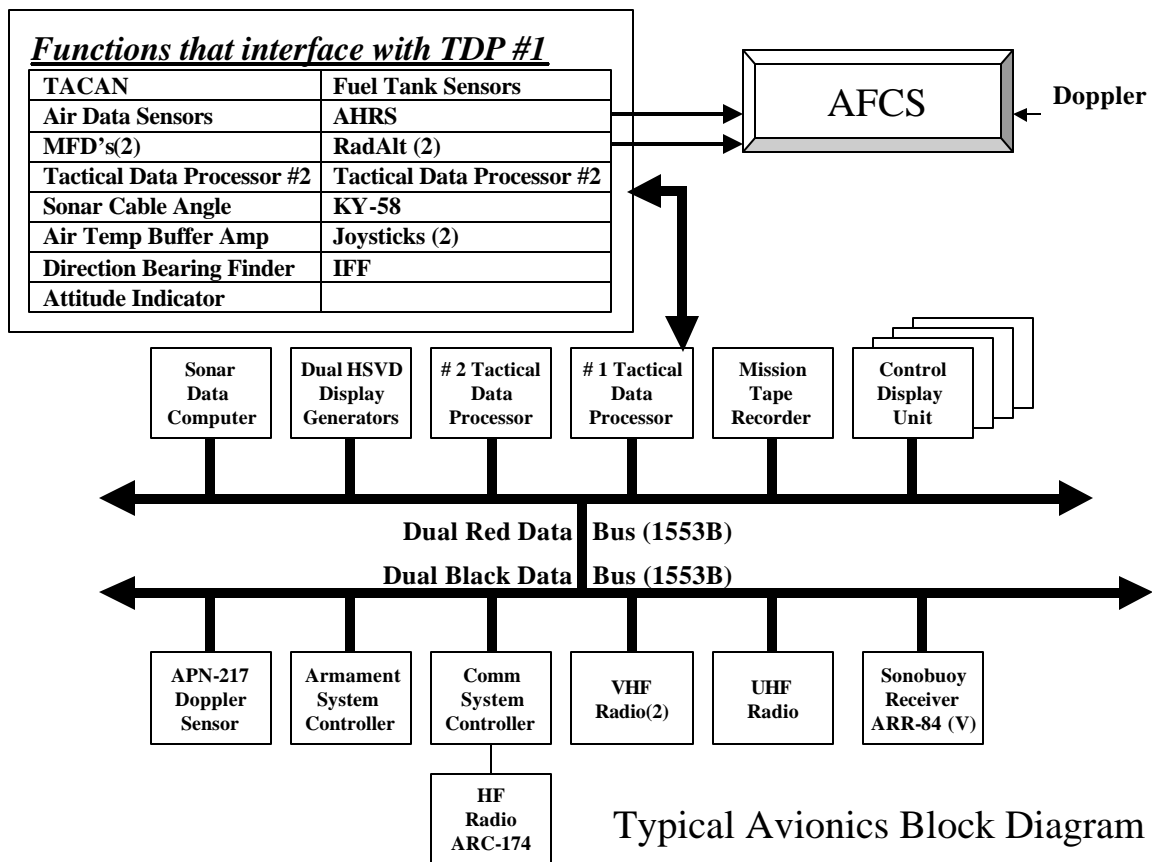 Functions that interface with TDP #1
TACAN Fuel Tank Sensors
Air Data Sensors AHRS
MFD's(2) RadAlt (2)
Tactical Data Processor #2 Tactical Data Processor #2
Sonar Cable Angle KY-58
Air Temp Buffer Amp Joysticks (2)
Direction Bearing Finder IFF
Attitude Indicator
AFCS
Doppler
Sonar
Data
Computer
Dual HSVD
Display
Generators
# 2 Tactical
Data
Processor
# 1 Tactical
Data
Processor
Mission
Tape
Recorder
Control
Display
Unit
Dual Red Data Bus (1553B)
Dual Black Data Bus (1553B)
APN-217
Doppler
Sensor
Armament
System
Controller
Comm
System
Controller
VHF
Radio(2)
UHF
Radio
Sonobuoy
Receiver
ARR-84 (V)
HF
Radio
ARC-174
Typical Avionics Block Diagram